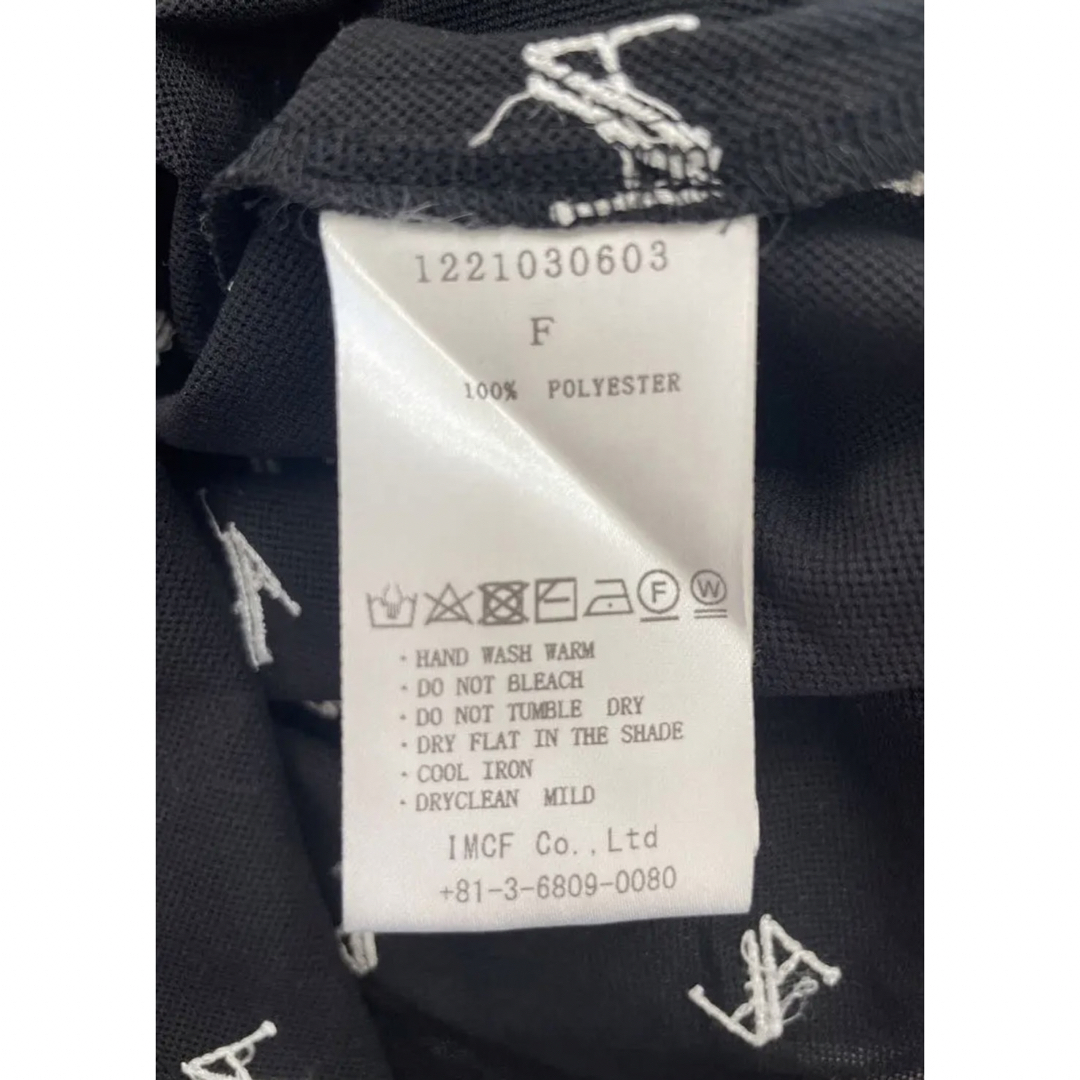 1221030603
F
100% POLYESTER
F W
・HAND WASH WARM
・DO NOT BLEACH
・DO NOT TUMBLE DRY
・DRY FLAT IN THE SHADE
・COOL IRON
・DRYCLEAN MILD
IMCF Co.,Ltd
+81-3-6809-0080